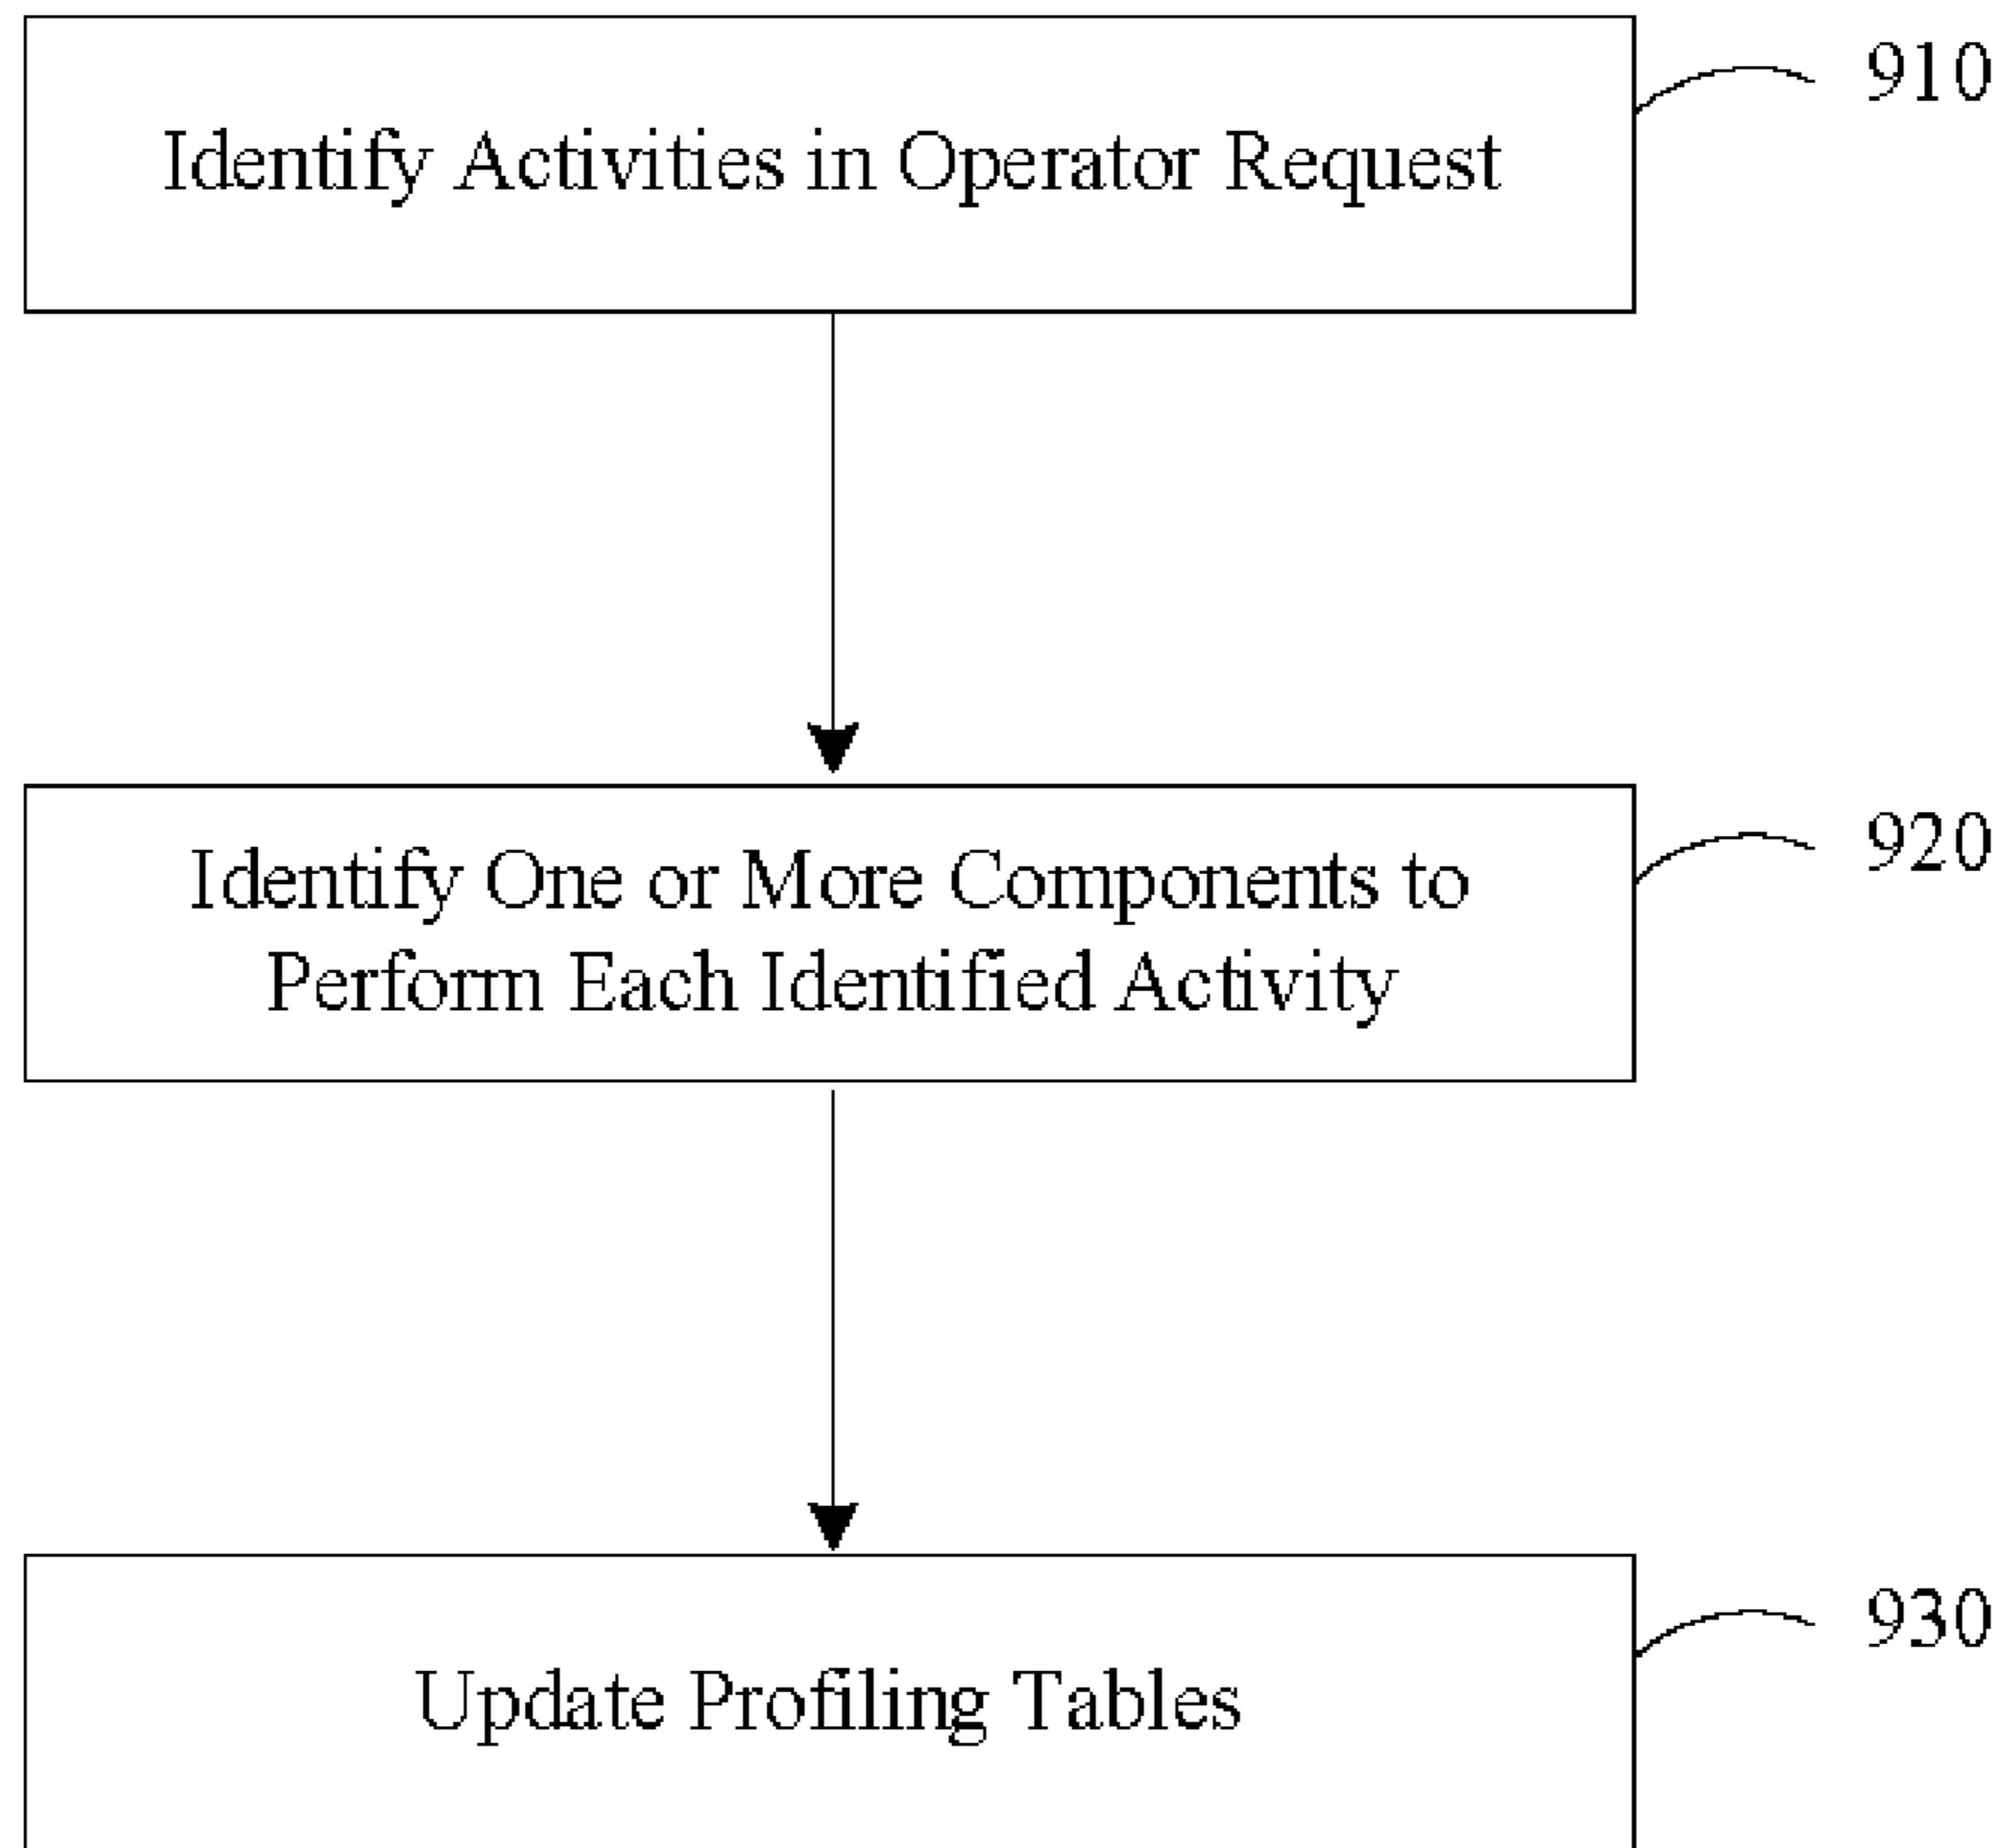 Identify Activities in Operator Request
910
Identify One or More Components to
Perform Each Identified Activity
920
Update Profiling Tables
930